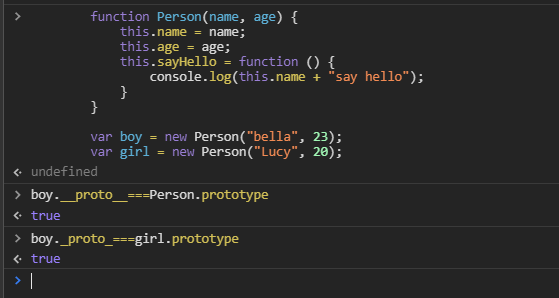 function Person(name, age) {
this.name = name;
this.age = age;
this.sayHello = function () {
console.log(this.name + "say hello");
}
}
var boy = new Person("bella", 23);
var girl = new Person("Lucy", 20);
undefined
boy.__proto__===Person.prototype
true
boy._proto_===girl.prototype
true